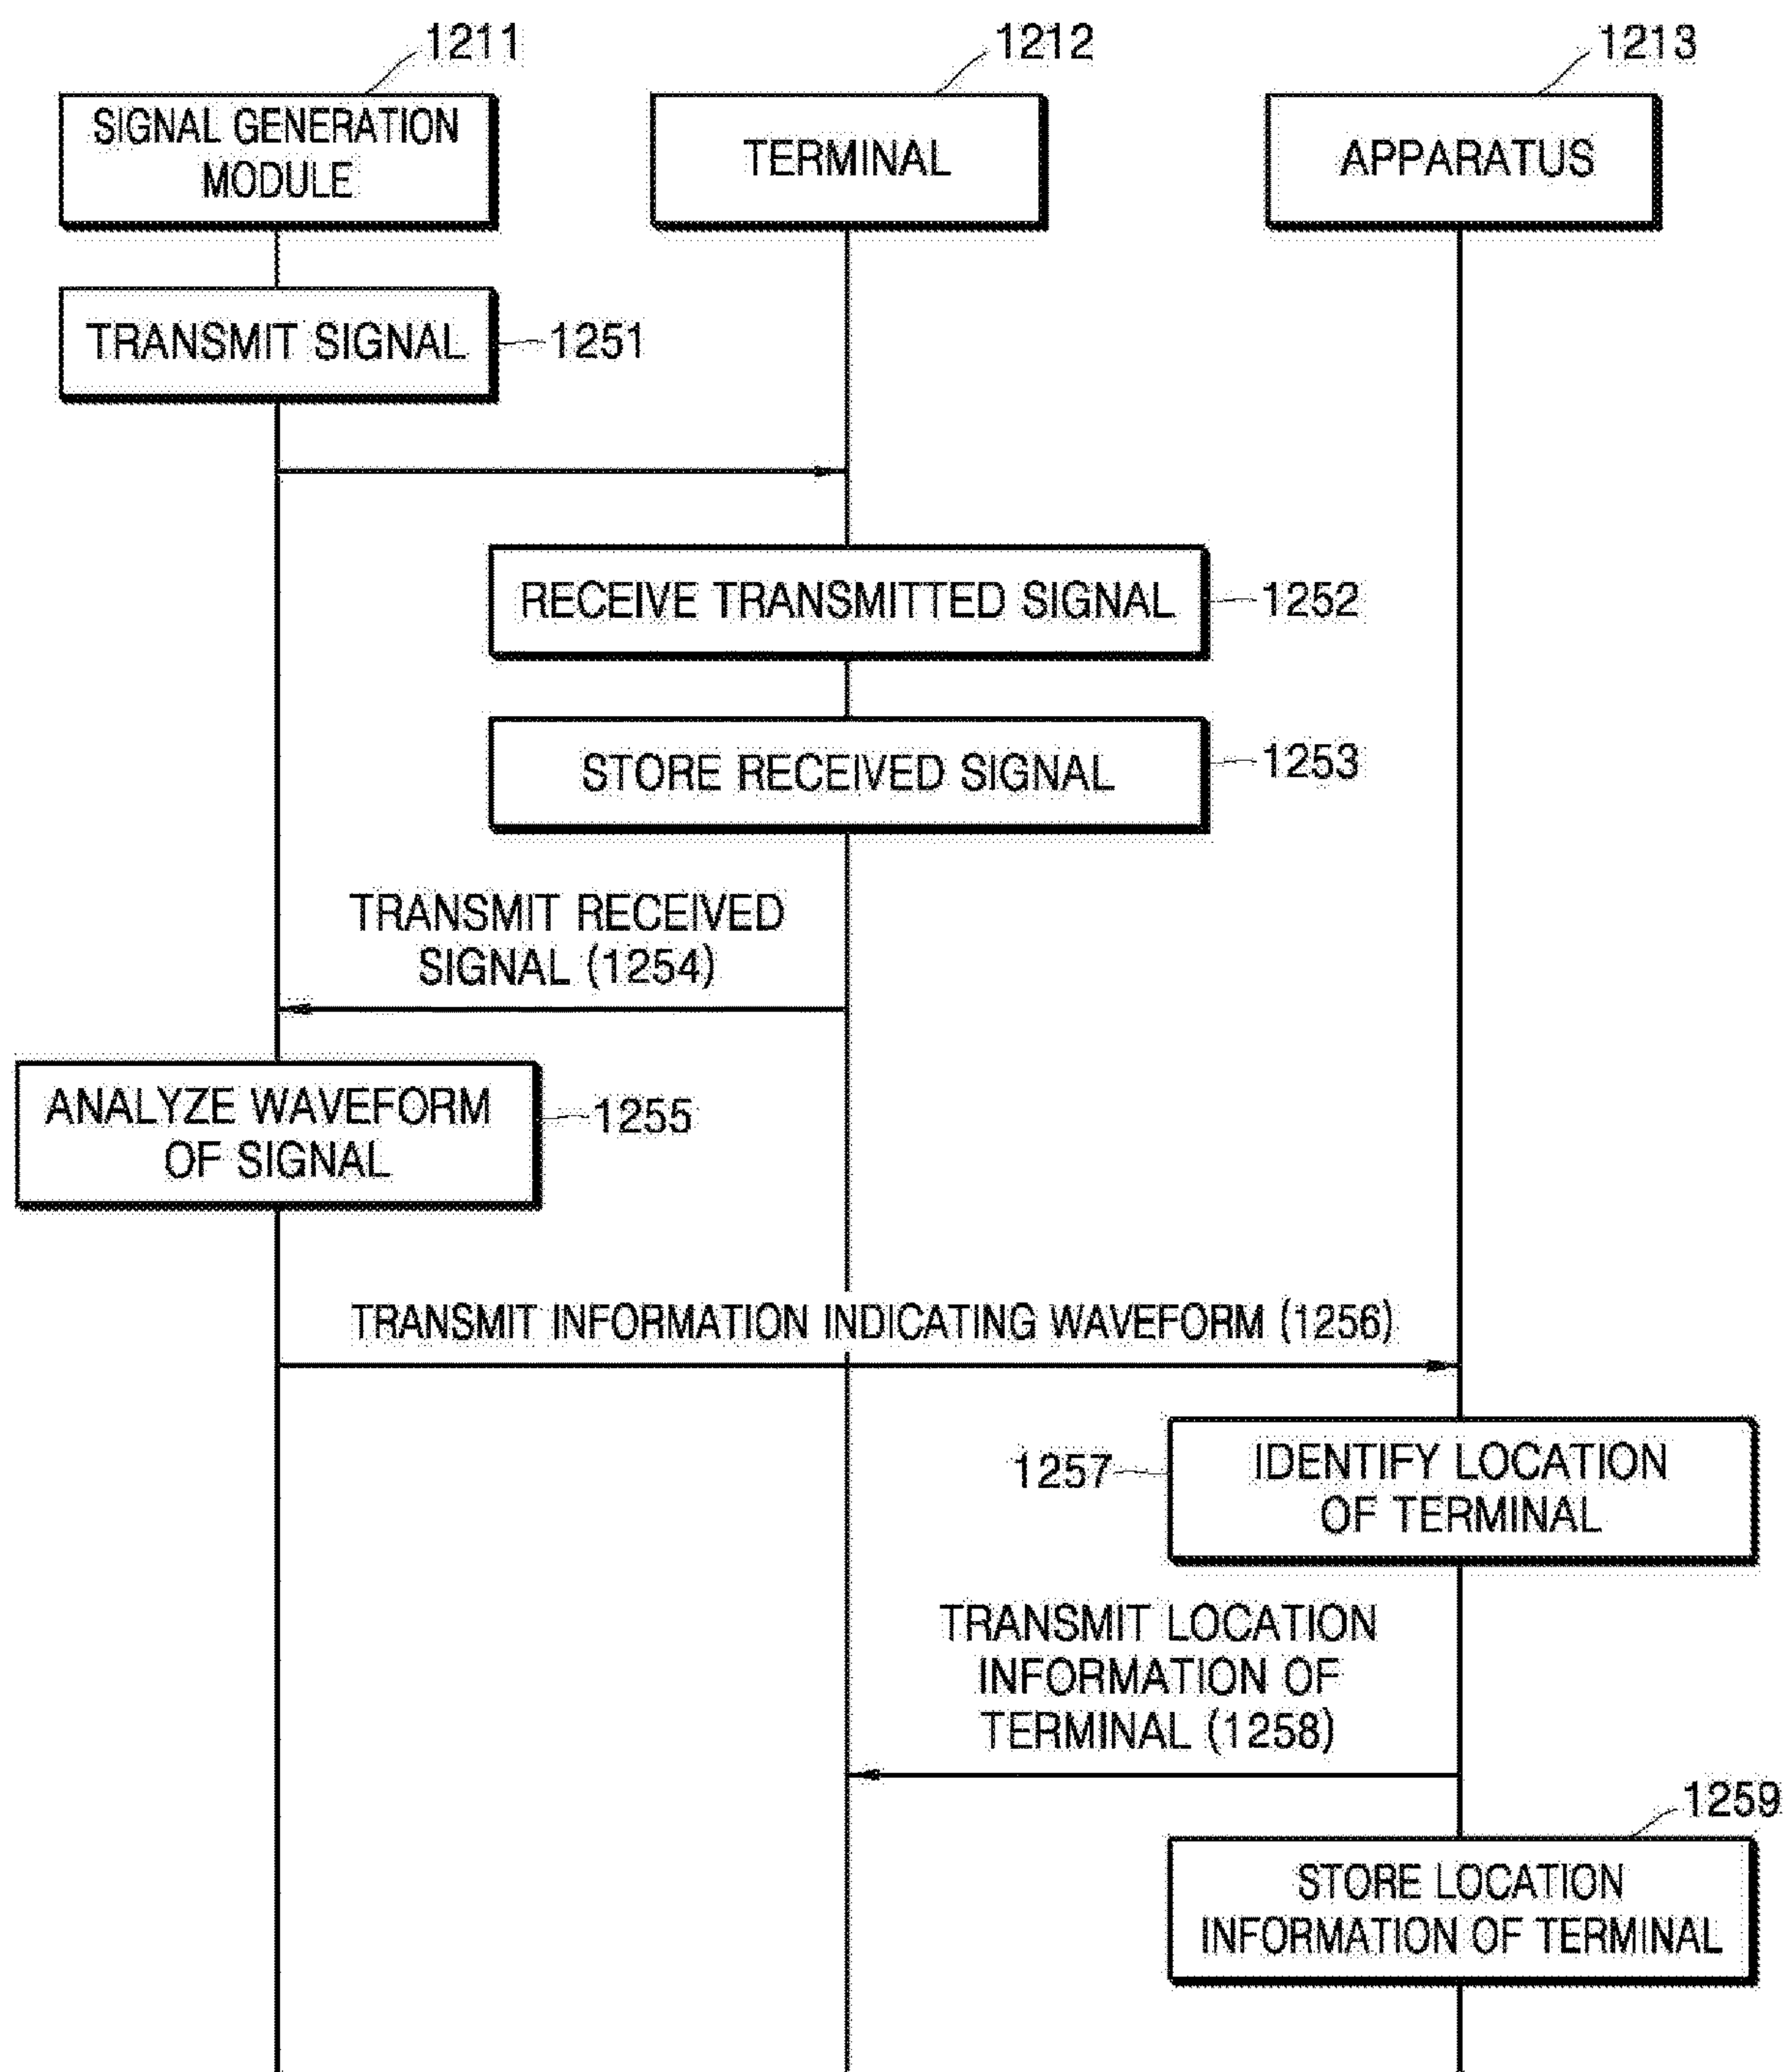 1211
1212
1213
SIGNAL GENERATION
MODULE
TERMINAL
APPARATUS
TRANSMIT SIGNAL
1251
RECEIVE TRANSMITTED SIGNAL
1252
STORE RECEIVED SIGNAL
1253
TRANSMIT RECEIVED
SIGNAL (1254)
ANALYZE WAVEFORM
OF SIGNAL
1255
TRANSMIT INFORMATION INDICATING WAVEFORM (1256)
1257
IDENTIFY LOCATION
OF TERMINAL
TRANSMIT LOCATION
INFORMATION OF
TERMINAL (1258)
1259
STORE LOCATION
INFORMATION OF TERMINAL